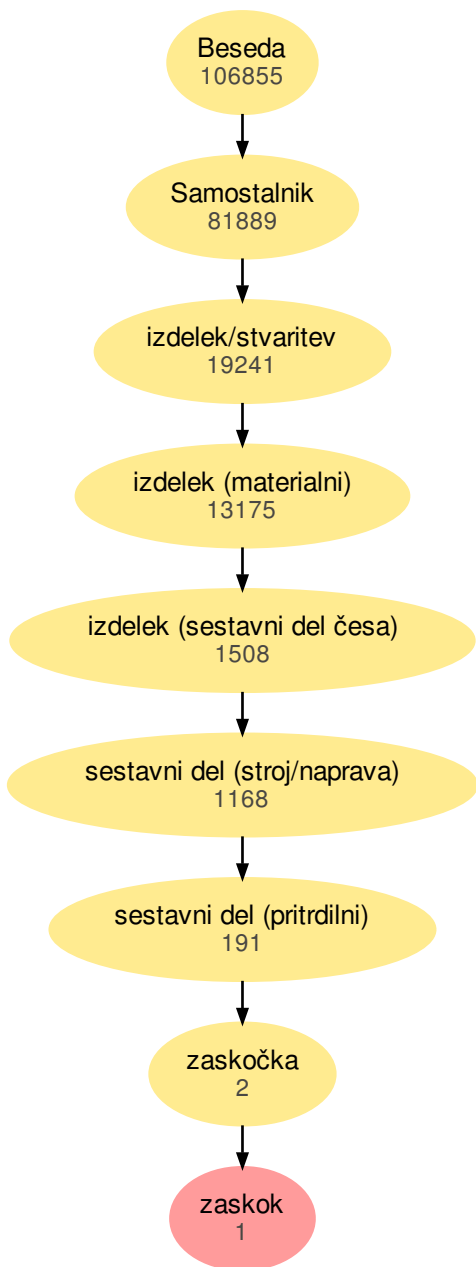 Beseda
106855
Samostalnik
81889
izdelek/stvaritev
19241
izdelek (materialni)
13175
izdelek (sestavni del česa)
1508
sestavni del (stroj/naprava)
1168
sestavni del (pritrdilni)
191
zaskočka
2
zaskok
1